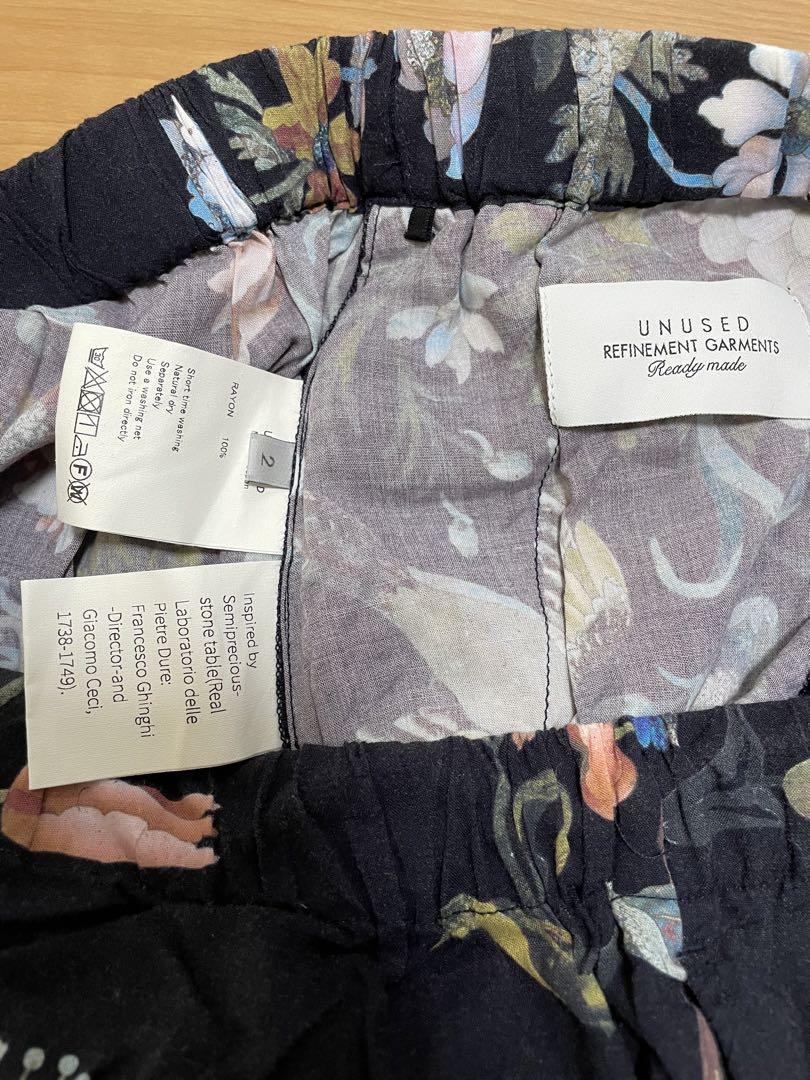 UNUSED
REFINEMENT GARMENTS
Ready made
RAYON 100%
Short time washing
Natural dry
Separately
Use a washing net
Do not iron directly
30
F
W
2
Inspired by
Semiprecious-
stone table(Real
Laboratorio delle
Pietre Dure:
Francesco Ghinghi
-Director-and
Giacomo Ceci,
1738-1749).